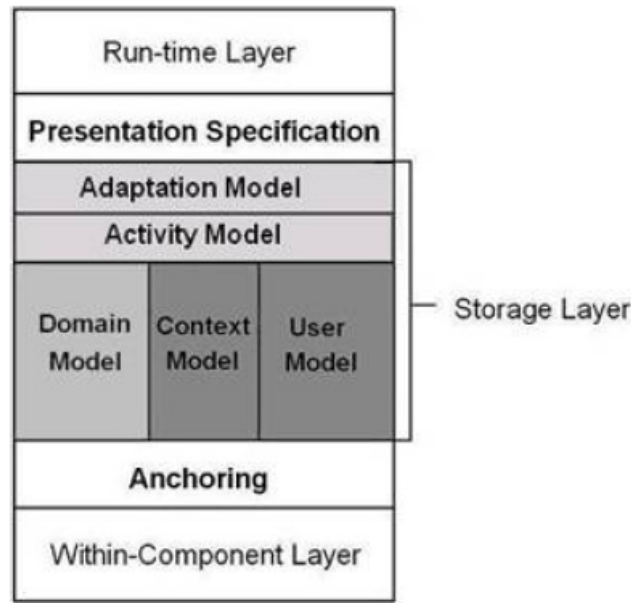 Run-time Layer
Presentation Specification
Adaptation Model
Activity Model
Domain
Model
Context
Model
User
Model
Storage Layer
Anchoring
Within-Component Layer